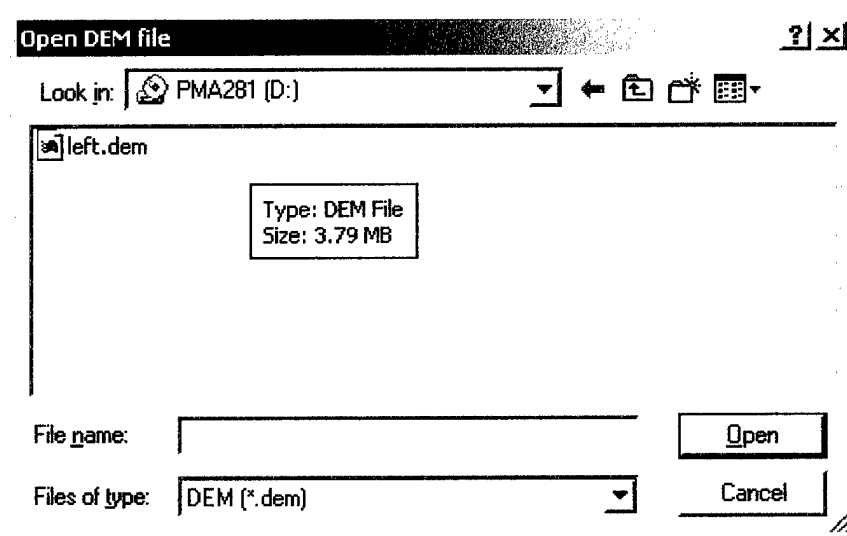 Open DEM file ? ×
Look in: PMA281 (D:)
left.dem
Type: DEM File
Size: 3.79 MB
File name: Open
Files of type: DEM (*.dem) Cancel